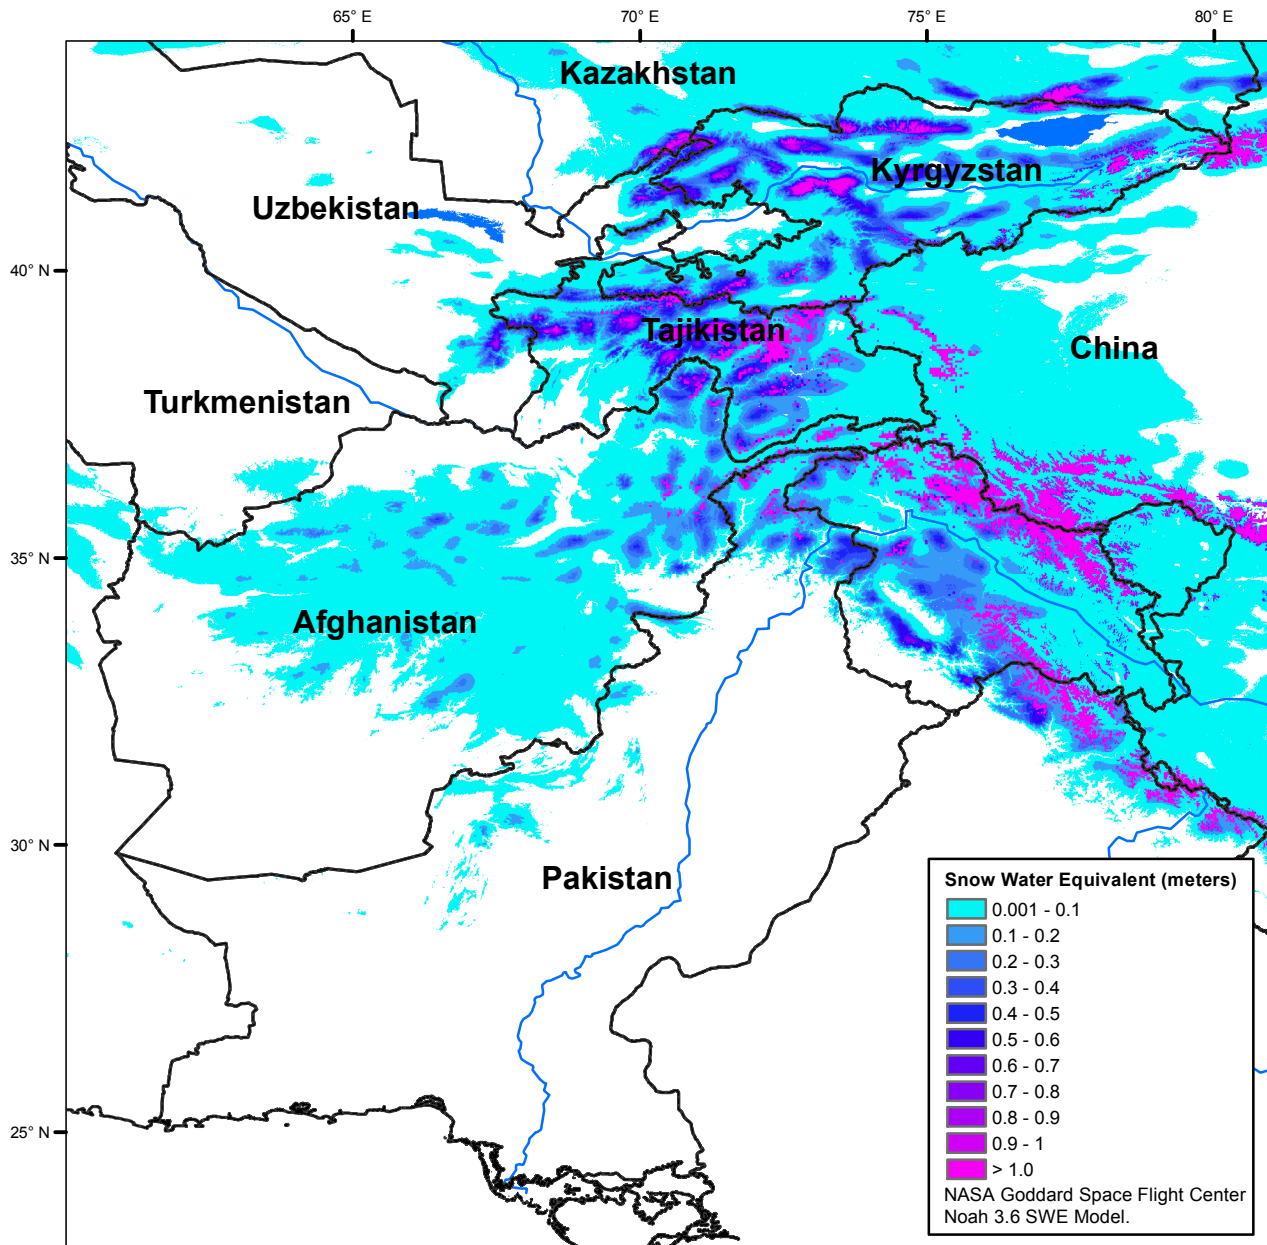 65° E
70° E
75° E
80° E
Kazakhstan
Kyrgyzstan
Uzbekistan
40° N
Tajikistan
China
Turkmenistan
35° N
Afghanistan
30° N
Pakistan
25° N
Snow Water Equivalent (meters)
0.001 - 0.1
0.1 - 0.2
0.2 - 0.3
0.3 - 0.4
0.4 - 0.5
0.5 - 0.6
0.6 - 0.7
0.7 - 0.8
0.8 - 0.9
0.9 - 1
> 1.0
NASA Goddard Space Flight Center
Noah 3.6 SWE Model.